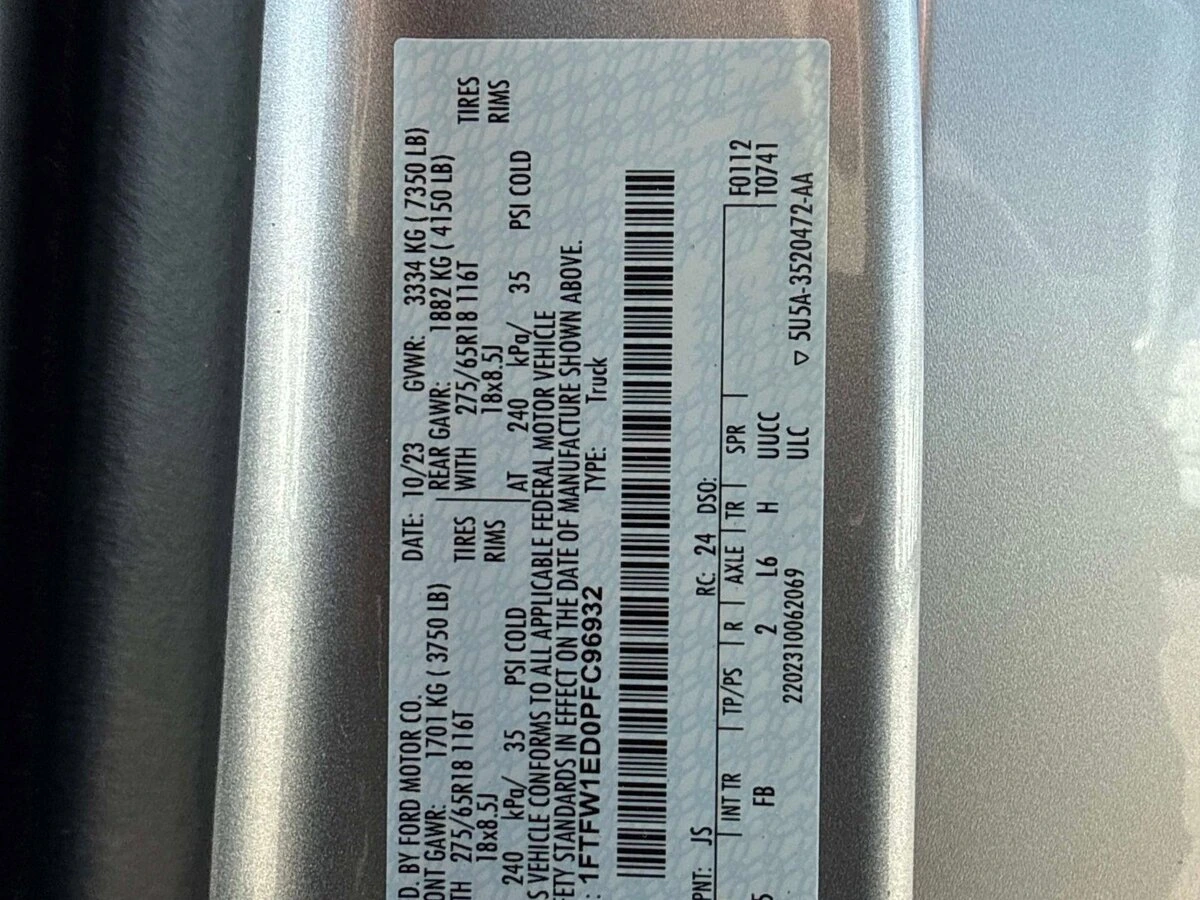 D. BY FORD MOTOR CO. DATE: 10/23 GVWR: 3334 KG ( 7350 LB)
ONT GAWR: 1701 KG ( 3750 LB) REAR GAWR: 1882 KG ( 4150 LB)
TH 275/65R18 116T TIRES WITH 275/65R18 116T TIRES
18x8.5J RIMS 18x8.5J RIMS
240 kPa/ 35 PSI COLD AT 240 kPa/ 35 PSI COLD
S VEHICLE CONFORMS TO ALL APPLICABLE FEDERAL MOTOR VEHICLE
FETY STANDARDS IN EFFECT ON THE DATE OF MANUFACTURE SHOWN ABOVE.
: 1FTFW1ED0PFC96932 TYPE: Truck
PNT: JS RC: 24 DSO:
INT TR TP/PS R AXLE TR SPR F0112
5 FB 2 L6 H UUCC T0741
2202310062069 ULC ▽ 5U5A-3520472-AA